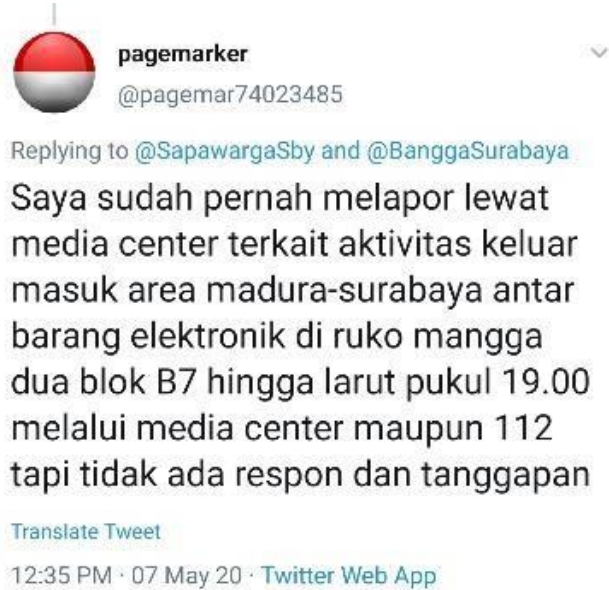 pagemarker
@pagemar74023485
Replying to @SapawargaSby and @BanggaSurabaya
Saya sudah pernah melapor lewat
media center terkait aktivitas keluar
masuk area madura-surabaya antar
barang elektronik di ruko mangga
dua blok B7 hingga larut pukul 19.00
melalui media center maupun 112
tapi tidak ada respon dan tanggapan
Translate Tweet
12:35 PM · 07 May 20 · Twitter Web App